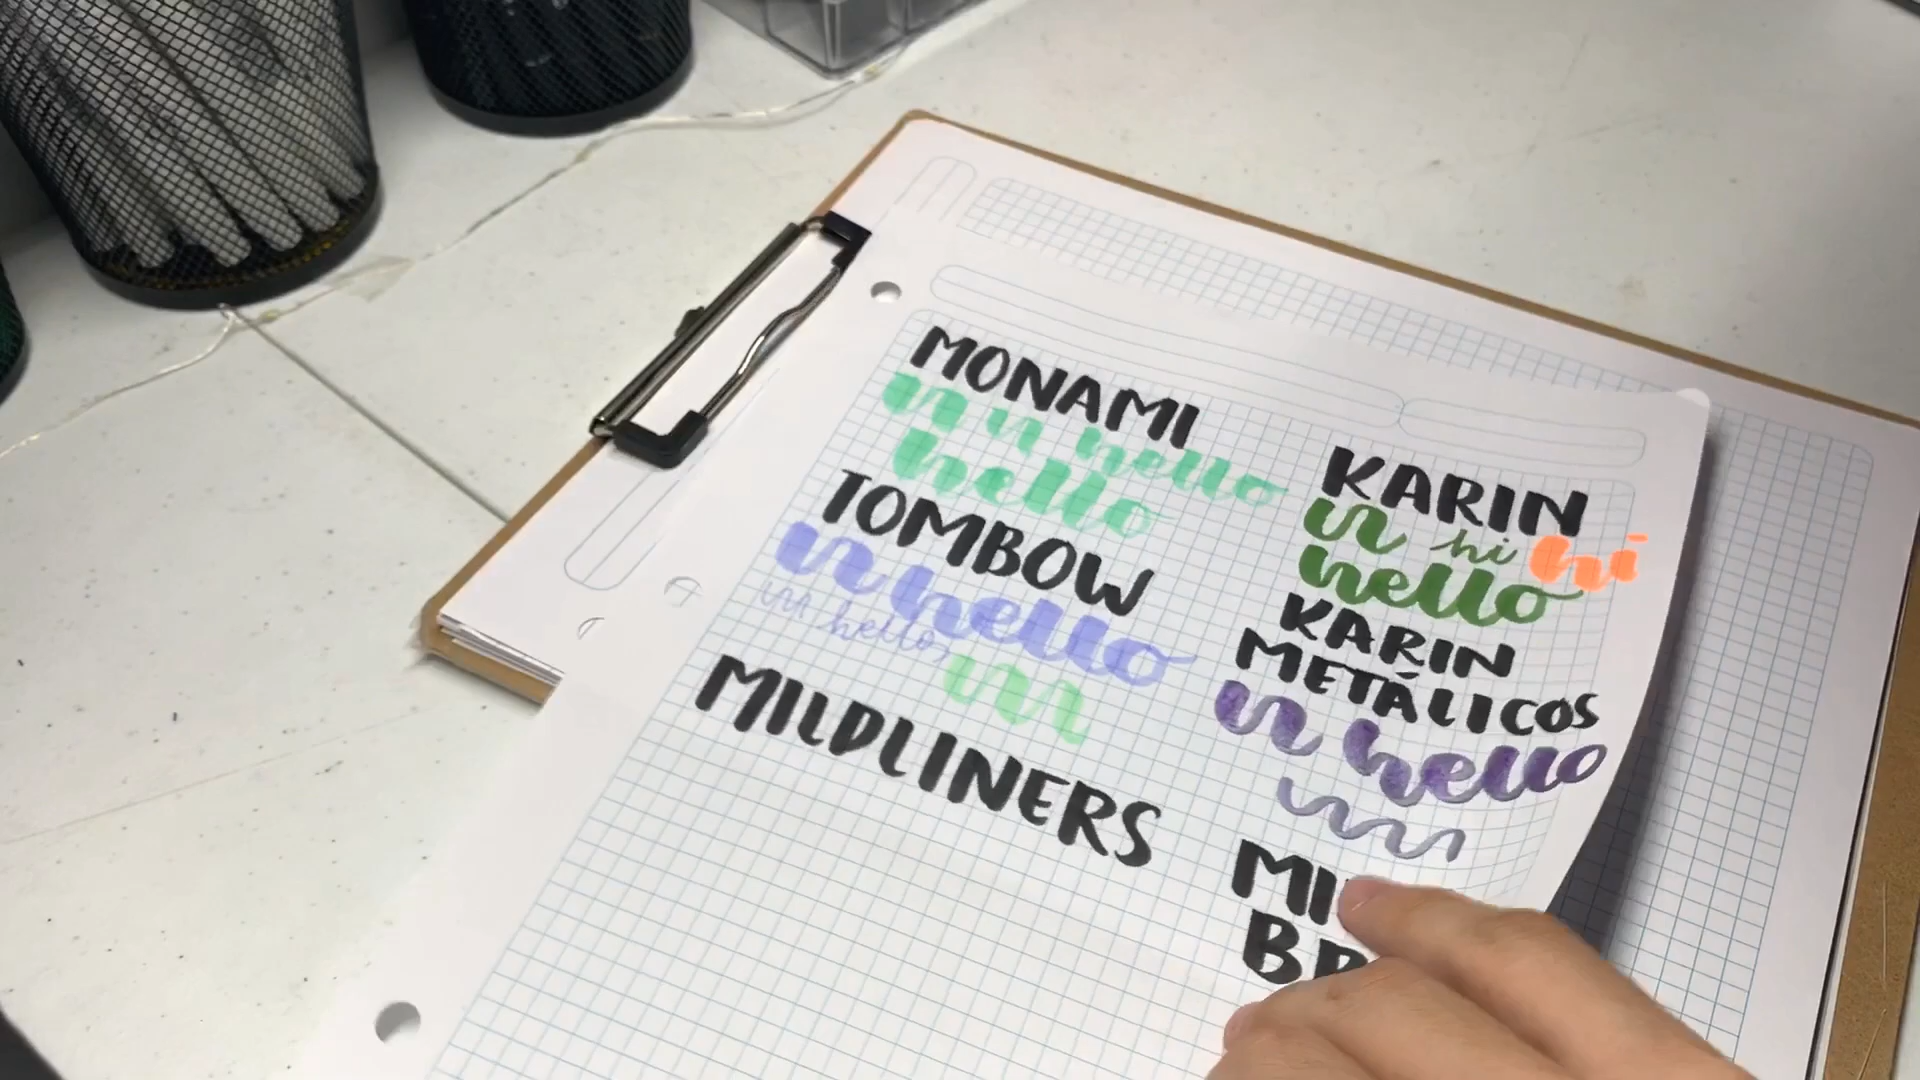 MONAMI
hello
hello
TOMBOW
hello
hello
MILDLINERS
KARIN
hi hi
hello
KARIN
METÁLICOS
hello